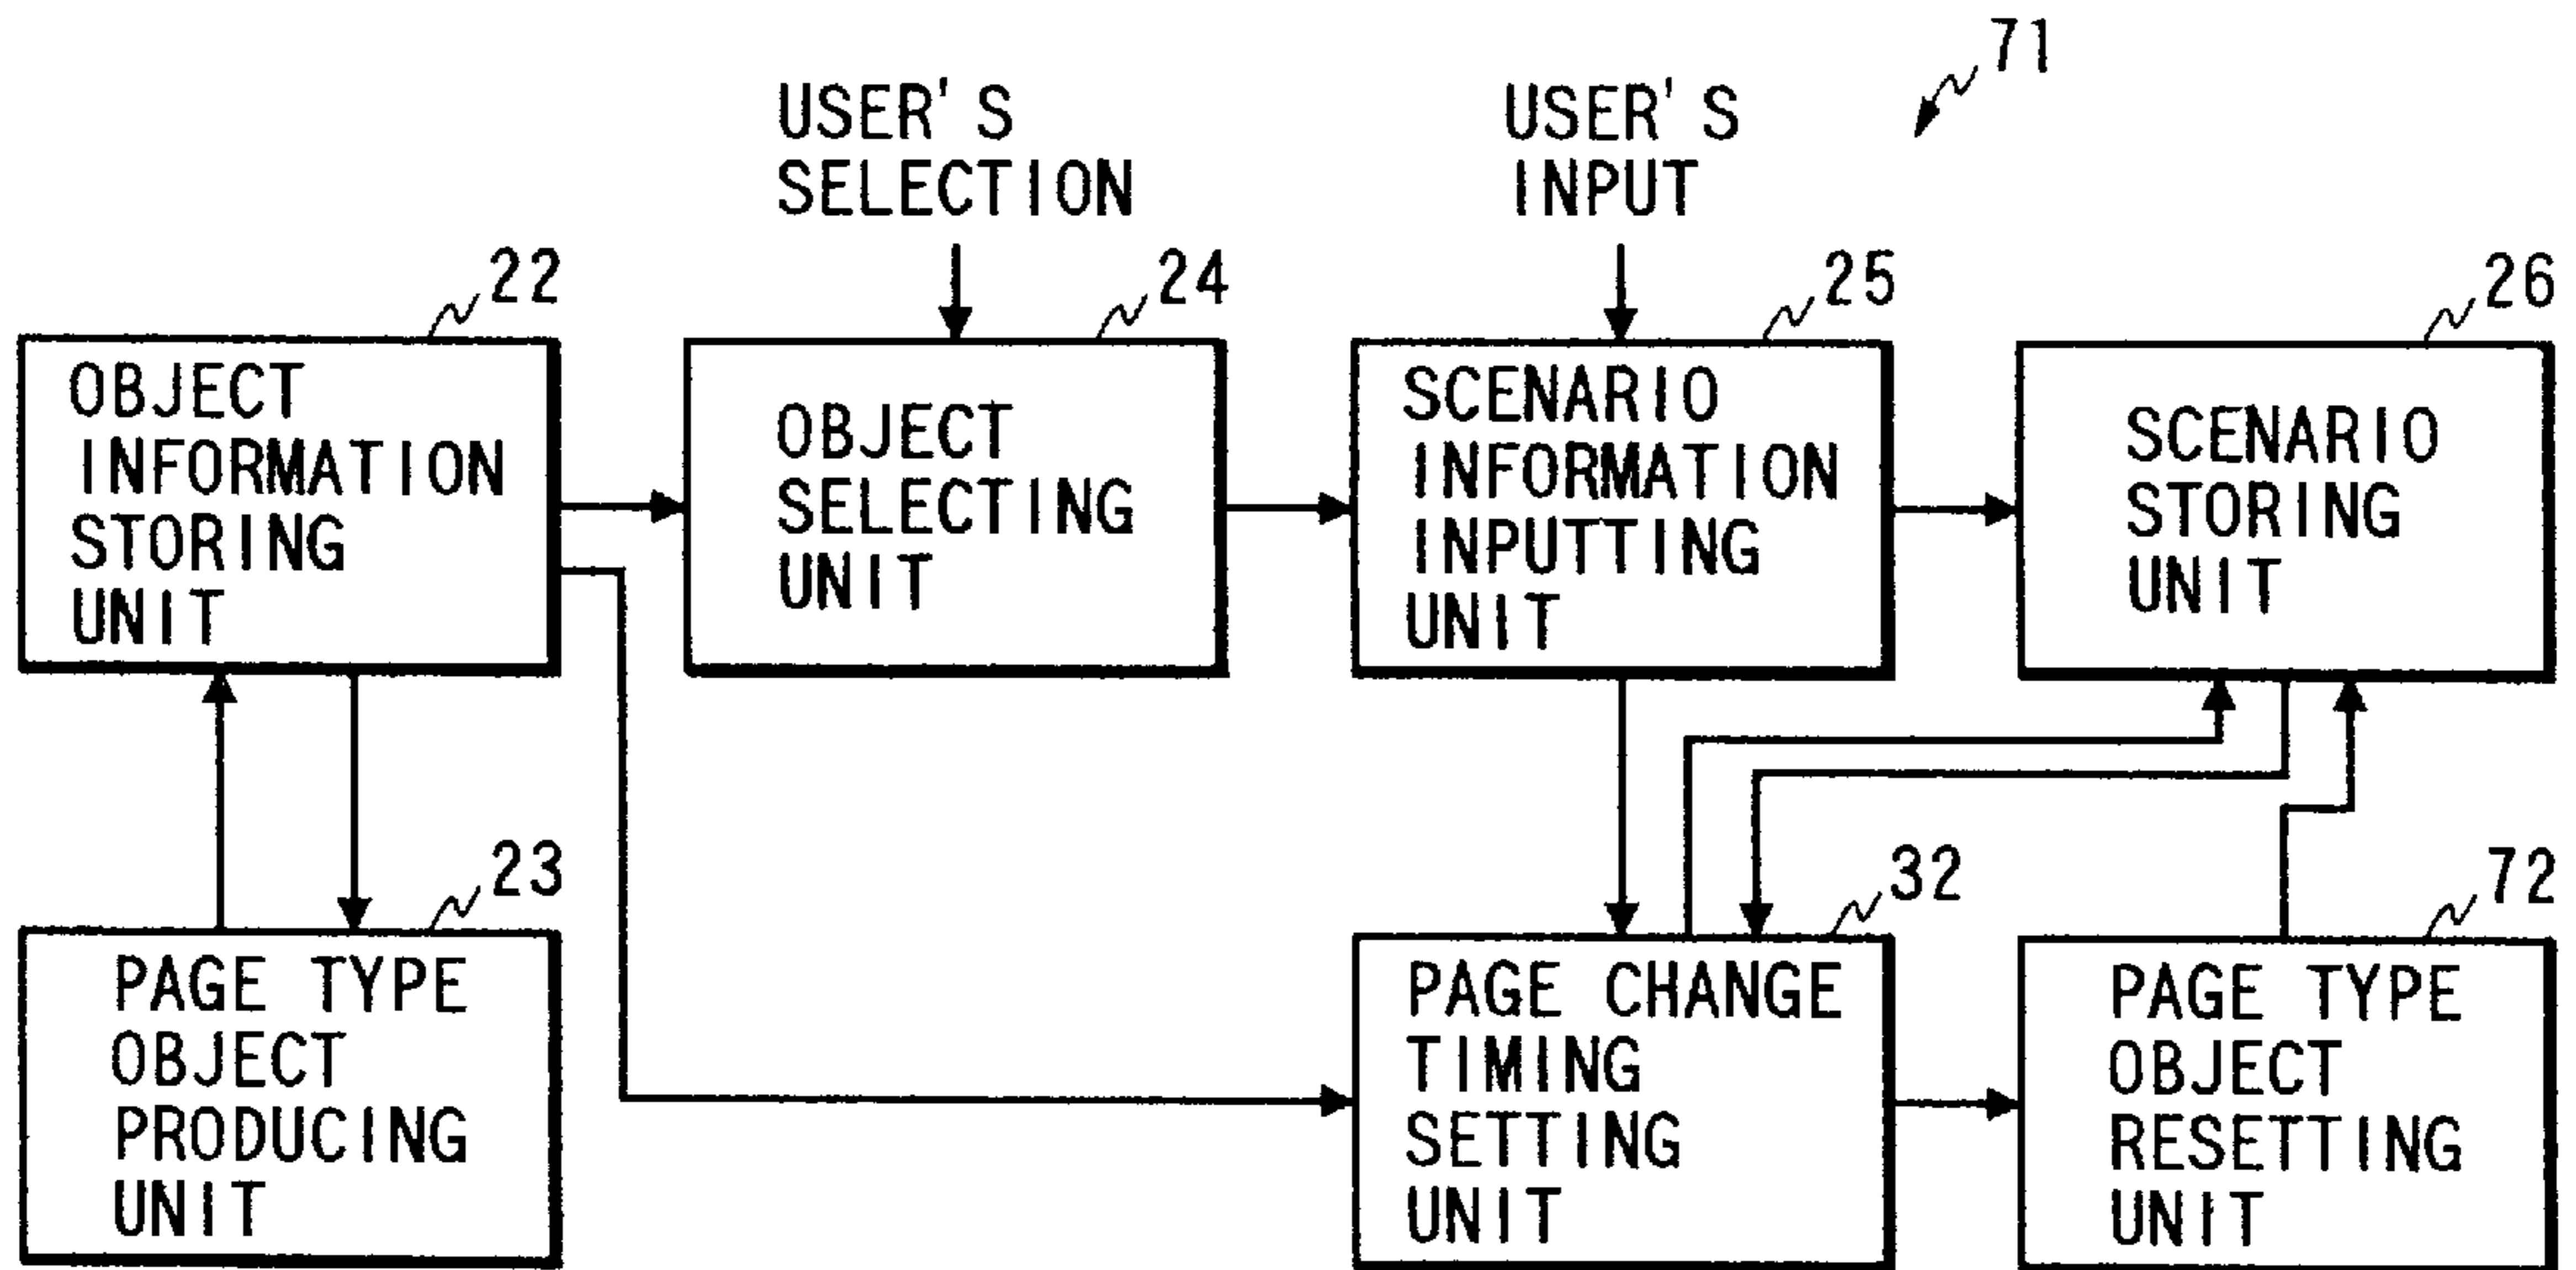 71
USER'S
SELECTION
USER'S
INPUT
22
OBJECT
INFORMATION
STORING
UNIT
24
OBJECT
SELECTING
UNIT
25
SCENARIO
INFORMATION
INPUTTING
UNIT
26
SCENARIO
STORING
UNIT
23
PAGE TYPE
OBJECT
PRODUCING
UNIT
32
PAGE CHANGE
TIMING
SETTING
UNIT
72
PAGE TYPE
OBJECT
RESETTING
UNIT